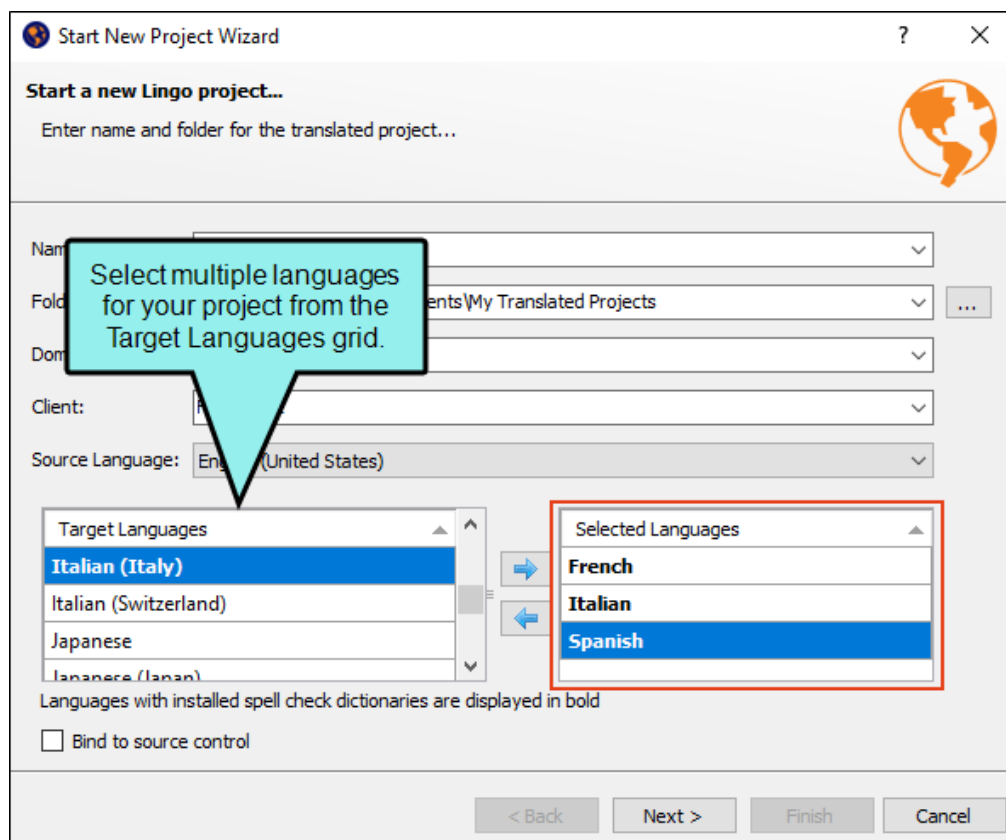 Start New Project Wizard
Start a new Lingo project...
Enter name and folder for the translated project...
Select multiple languages
for your project from the
Target Languages grid.
ents\My Translated Projects
...
Client:
Source Language:
(United States)
Target Languages
Selected Languages
Italian (Italy)
French
Italian (Switzerland)
Italian
Japanese
Spanish
Japanese (Japan)
Languages with installed spell check dictionaries are displayed in bold
Bind to source control
< Back
Next >
Finish
Cancel